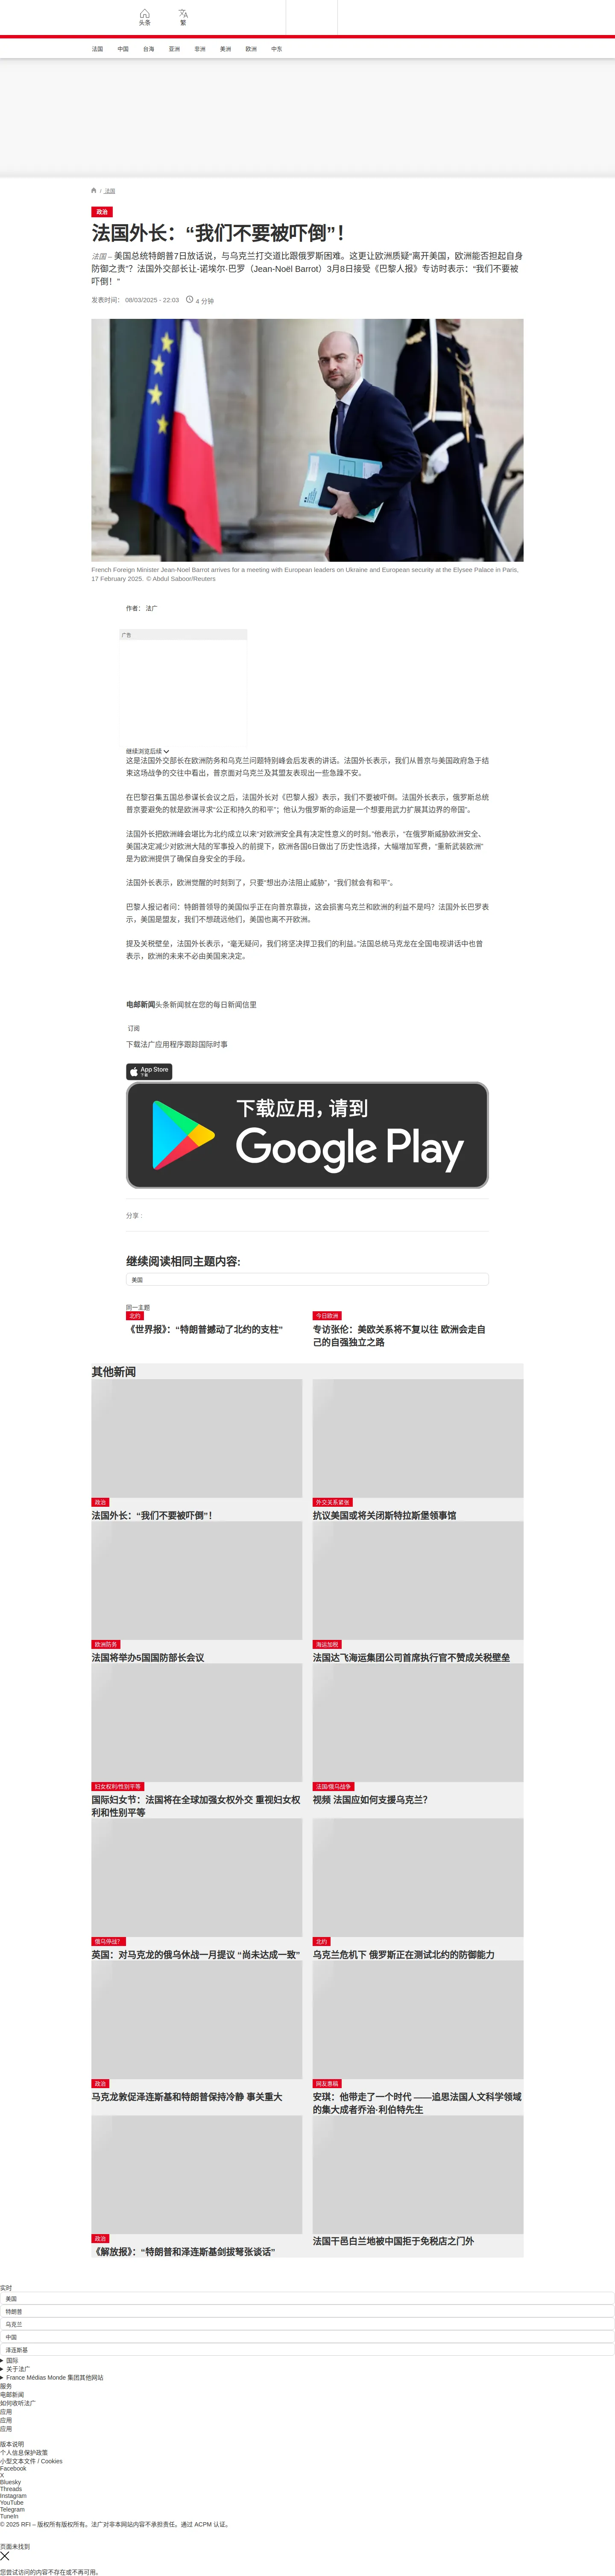 头条
繁
法国
中国
台海
亚洲
非洲
美洲
欧洲
中东
/ 法国
政治
法国外长：“我们不要被吓倒”！
法国 – 美国总统特朗普7日放话说，与乌克兰打交道比跟俄罗斯困难。这更让欧洲质疑“离开美国，欧洲能否担起自身
防御之责”？法国外交部长让-诺埃尔·巴罗（Jean-Noël Barrot）3月8日接受《巴黎人报》专访时表示：“我们不要被
吓倒！”
发表时间： 08/03/2025 - 22:03
4 分钟
French Foreign Minister Jean-Noel Barrot arrives for a meeting with European leaders on Ukraine and European security at the Elysee Palace in Paris,
17 February 2025. © Abdul Saboor/Reuters
作者： 法广
广告
继续浏览后续
这是法国外交部长在欧洲防务和乌克兰问题特别峰会后发表的讲话。法国外长表示，我们从普京与美国政府急于结
束这场战争的交往中看出，普京面对乌克兰及其盟友表现出一些急躁不安。
在巴黎召集五国总参谋长会议之后，法国外长对《巴黎人报》表示，我们不要被吓倒。法国外长表示，俄罗斯总统
普京要避免的就是欧洲寻求“公正和持久的和平”；他认为俄罗斯的命运是一个想要用武力扩展其边界的帝国”。
法国外长把欧洲峰会堪比为北约成立以来“对欧洲安全具有决定性意义的时刻。”他表示，“在俄罗斯威胁欧洲安全、
美国决定减少对欧洲大陆的军事投入的前提下，欧洲各国6日做出了历史性选择，大幅增加军费，“重新武装欧洲”
是为欧洲提供了确保自身安全的手段。
法国外长表示，欧洲觉醒的时刻到了，只要“想出办法阻止威胁”，“我们就会有和平”。
巴黎人报记者问：特朗普领导的美国似乎正在向普京靠拢，这会损害乌克兰和欧洲的利益不是吗？法国外长巴罗表
示，美国是盟友，我们不想疏远他们，美国也离不开欧洲。
提及关税壁垒，法国外长表示，“毫无疑问，我们将坚决捍卫我们的利益。”法国总统马克龙在全国电视讲话中也曾
表示，欧洲的未来不必由美国来决定。
电邮新闻头条新闻就在您的每日新闻信里
订阅
下载法广应用程序跟踪国际时事
App Store
下载
下载应用，请到
Google Play
分享 :
继续阅读相同主题内容:
美国
同一主题
北约
《世界报》：“特朗普撼动了北约的支柱”
今日欧洲
专访张伦：美欧关系将不复以往 欧洲会走自
己的自强独立之路
其他新闻
政治
法国外长：“我们不要被吓倒”！
外交关系紧张
抗议美国或将关闭斯特拉斯堡领事馆
欧洲防务
法国将举办5国国防部长会议
海运加税
法国达飞海运集团公司首席执行官不赞成关税壁垒
妇女权利/性别平等
国际妇女节：法国将在全球加强女权外交 重视妇女权
利和性别平等
法国/俄乌战争
视频 法国应如何支援乌克兰？
俄乌停战？
英国：对马克龙的俄乌休战一月提议 “尚未达成一致”
北约
乌克兰危机下 俄罗斯正在测试北约的防御能力
政治
马克龙敦促泽连斯基和特朗普保持冷静 事关重大
网友惠稿
安琪：他带走了一个时代 ——追思法国人文科学领域
的集大成者乔治·利伯特先生
政治
《解放报》：“特朗普和泽连斯基剑拔弩张谈话”
法国干邑白兰地被中国拒于免税店之门外
实时
美国
特朗普
乌克兰
中国
泽连斯基
国际
关于法广
France Médias Monde 集团其他网站
服务
电邮新闻
如何收听法广
应用
应用
应用
版本说明
个人信息保护政策
小型文本文件 / Cookies
Facebook
X
Bluesky
Threads
Instagram
YouTube
Telegram
TuneIn
© 2025 RFI – 版权所有版权所有。法广对非本网站内容不承担责任。通过 ACPM 认证。
页面未找到
您尝试访问的内容不存在或不再可用。